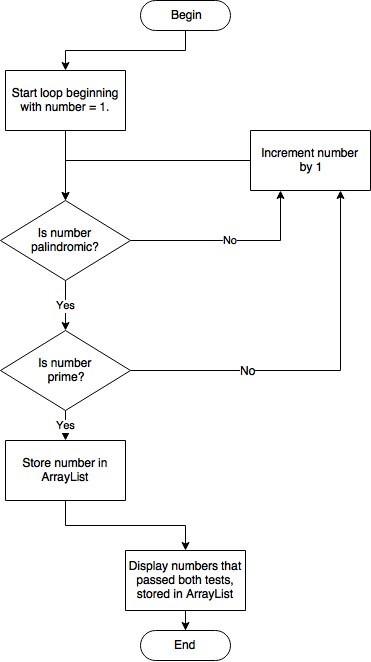 Begin
Start loop beginning
with number = 1.
Increment number
by 1
Is number
palindromic?
No
Yes
Is number
prime?
No
Yes
Store number in
ArrayList
Display numbers that
passed both tests,
stored in ArrayList
End